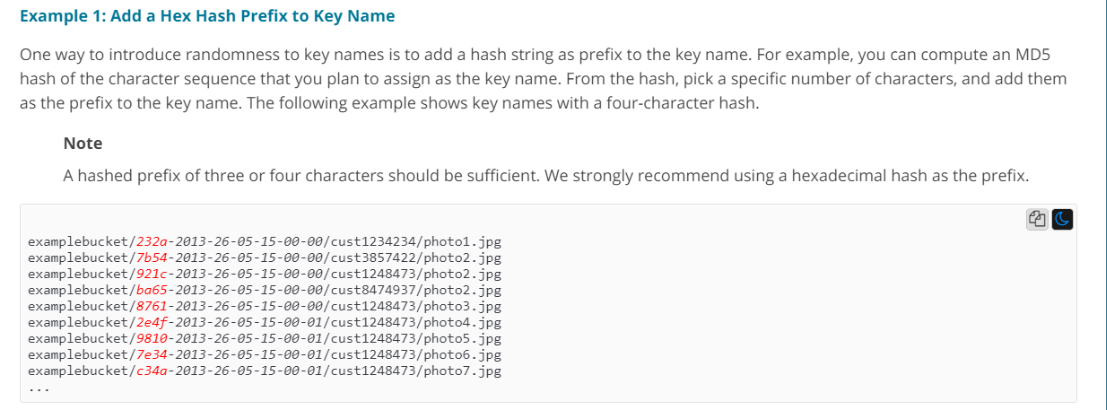 Example 1: Add a Hex Hash Prefix to Key Name
One way to introduce randomness to key names is to add a hash string as prefix to the key name. For example, you can compute an MD5
hash of the character sequence that you plan to assign as the key name. From the hash, pick a specific number of characters, and add them
as the prefix to the key name. The following example shows key names with a four-character hash.
Note
A hashed prefix of three or four characters should be sufficient. We strongly recommend using a hexadecimal hash as the prefix.
examplebucket/232a-2013-26-05-15-00-00/cust1234234/photo1.jpg
examplebucket/7b54-2013-26-05-15-00-00/cust3857422/photo2.jpg
examplebucket/921c-2013-26-05-15-00-00/cust1248473/photo2.jpg
examplebucket/ba65-2013-26-05-15-00-00/cust8474937/photo2.jpg
examplebucket/8761-2013-26-05-15-00-00/cust1248473/photo3.jpg
examplebucket/2e4f-2013-26-05-15-00-01/cust1248473/photo4.jpg
examplebucket/9810-2013-26-05-15-00-01/cust1248473/photo5.jpg
examplebucket/7e34-2013-26-05-15-00-01/cust1248473/photo6.jpg
examplebucket/c34a-2013-26-05-15-00-01/cust1248473/photo7.jpg
...